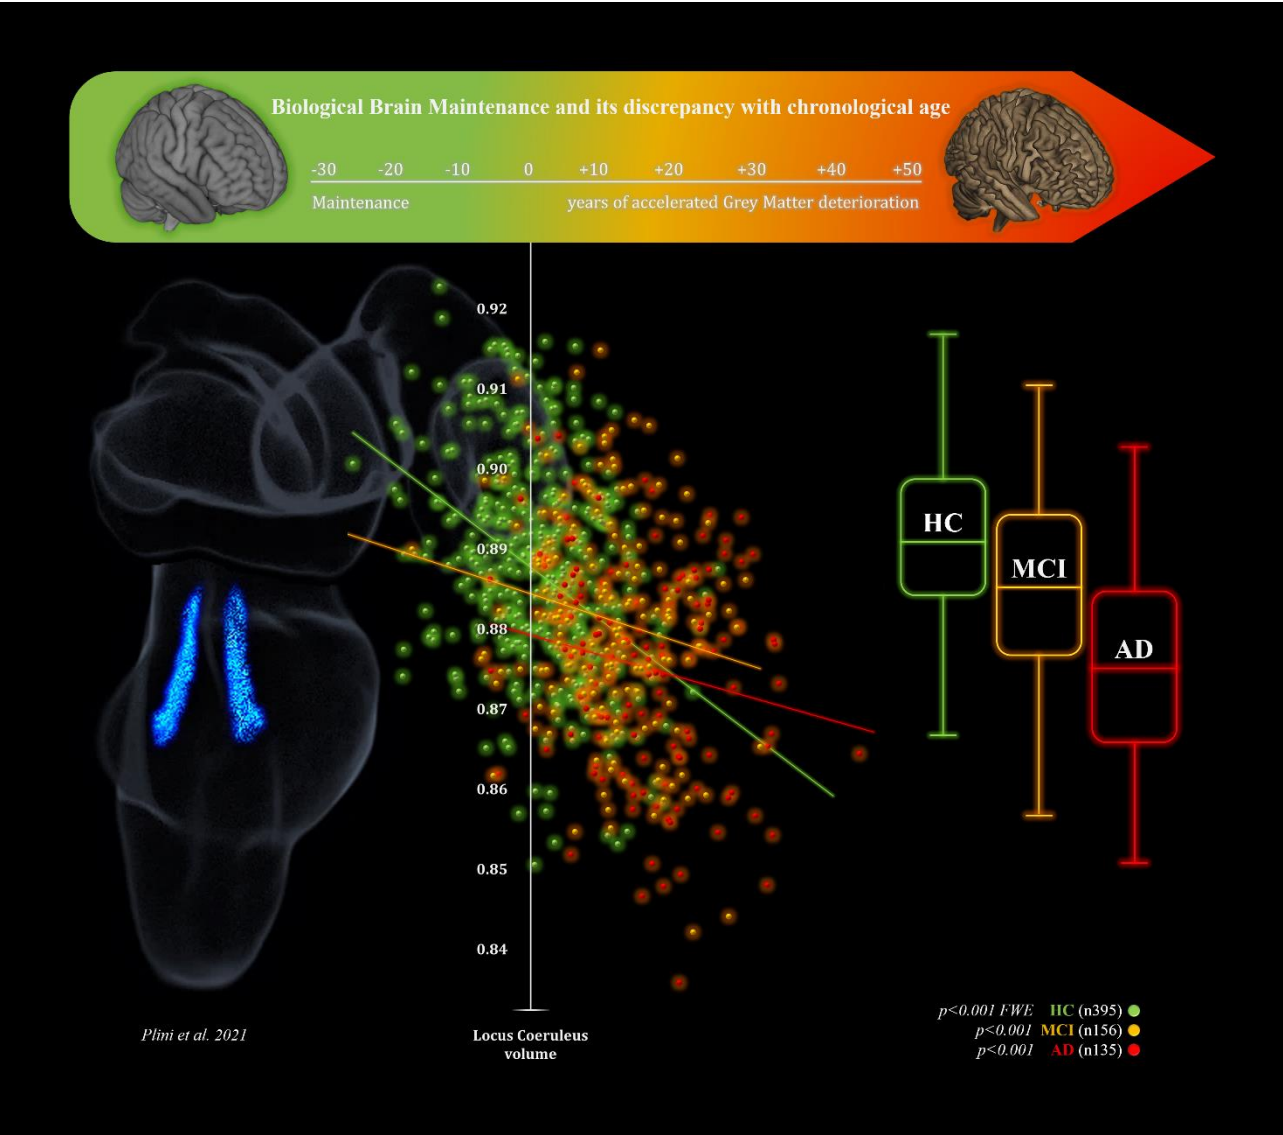 Biological Brain Maintenance and its discrepancy with chronological age
-30 -20 -10 0 +10 +20 +30 +40 +50
Maintenance years of accelerated Grey Matter deterioration
0.92
0.91
0.90
0.89
0.88
0.87
0.86
0.85
0.84
Locus Coeruleus
volume
HC
MCI
AD
Plini et al. 2021
p<0.001 FWE HC (n395)
p<0.001 MCI (n156)
p<0.001 AD (n135)